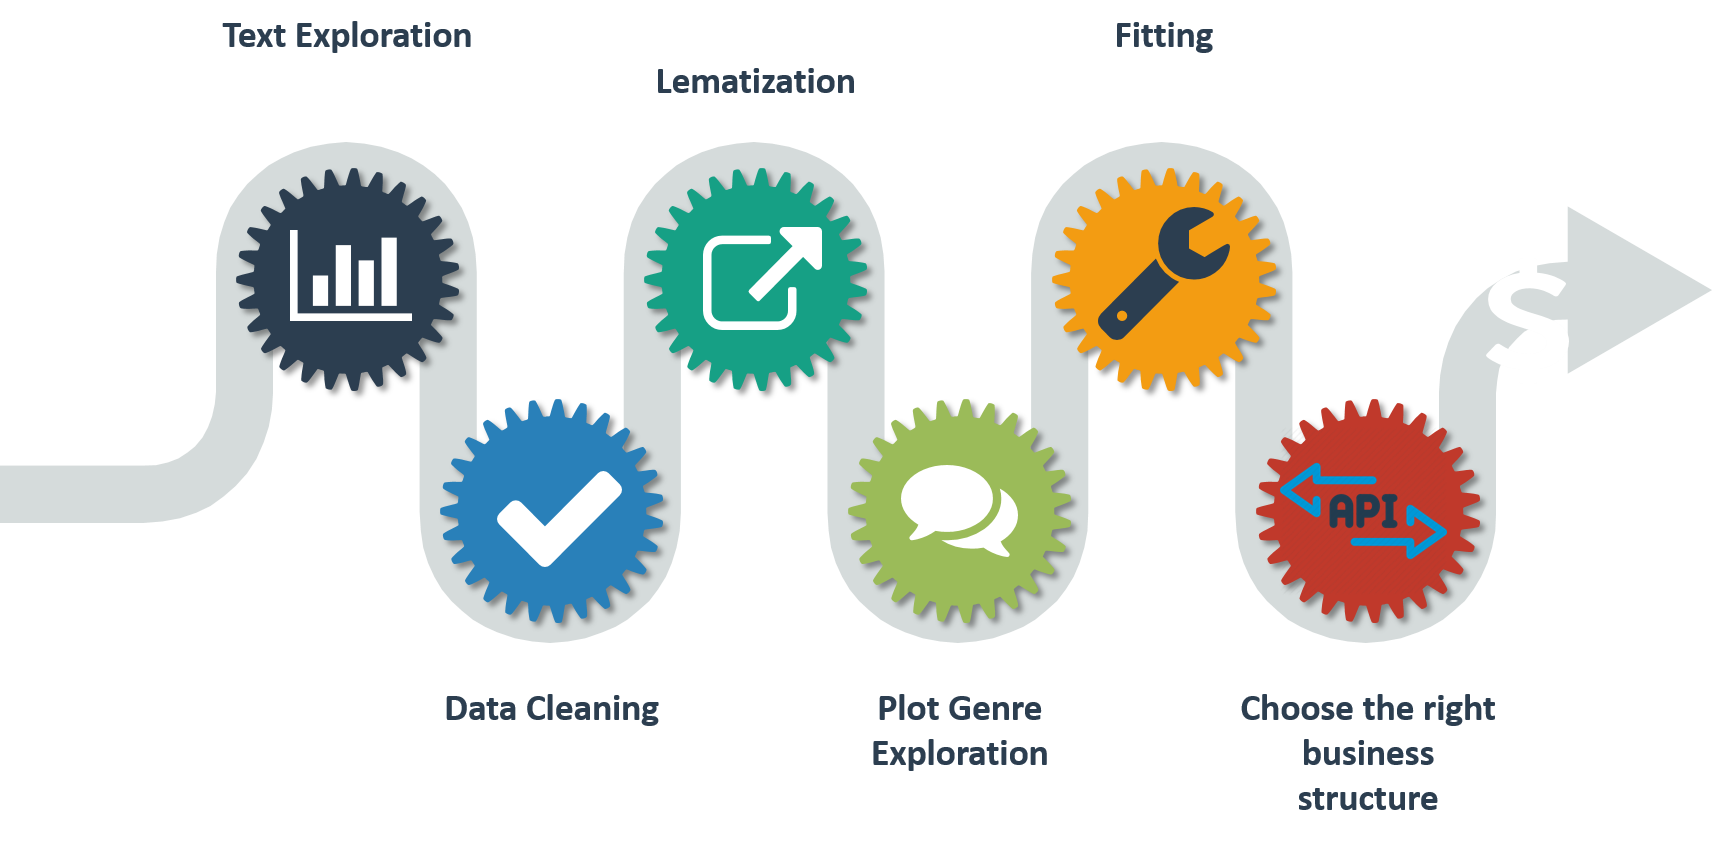 Text Exploration
Data Cleaning
Lematization
Plot Genre
Exploration
Fitting
API
Choose the right
business
structure